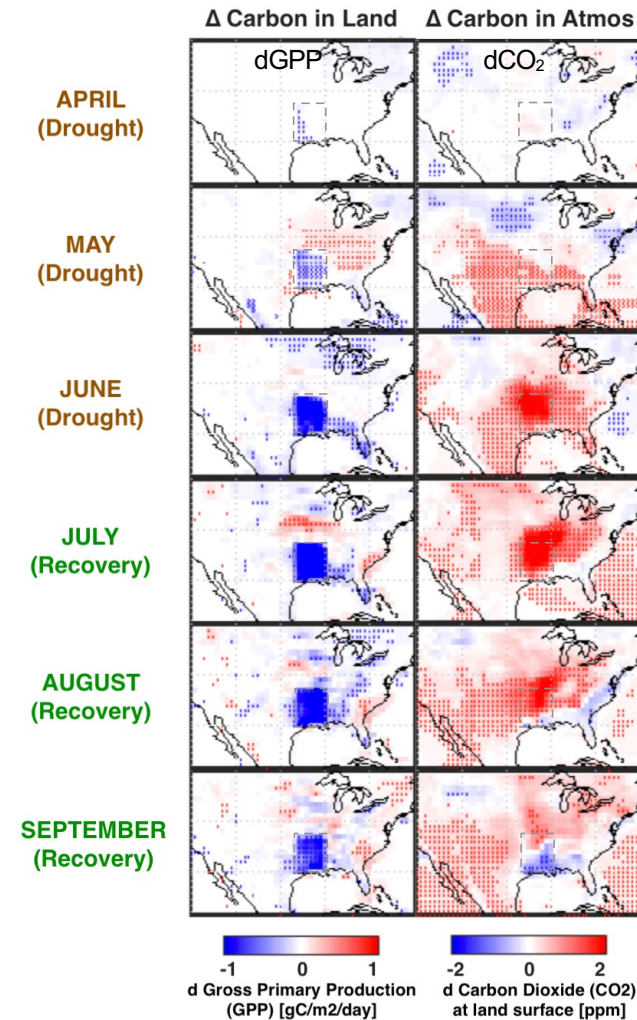 Δ Carbon in Land
Δ Carbon in Atmos
dGPP
dCO₂
APRIL
(Drought)
MAY
(Drought)
JUNE
(Drought)
JULY
(Recovery)
AUGUST
(Recovery)
SEPTEMBER
(Recovery)
-1 0 1
d Gross Primary Production
(GPP) [gC/m2/day]
-2 0 2
d Carbon Dioxide (CO2)
at land surface [ppm]